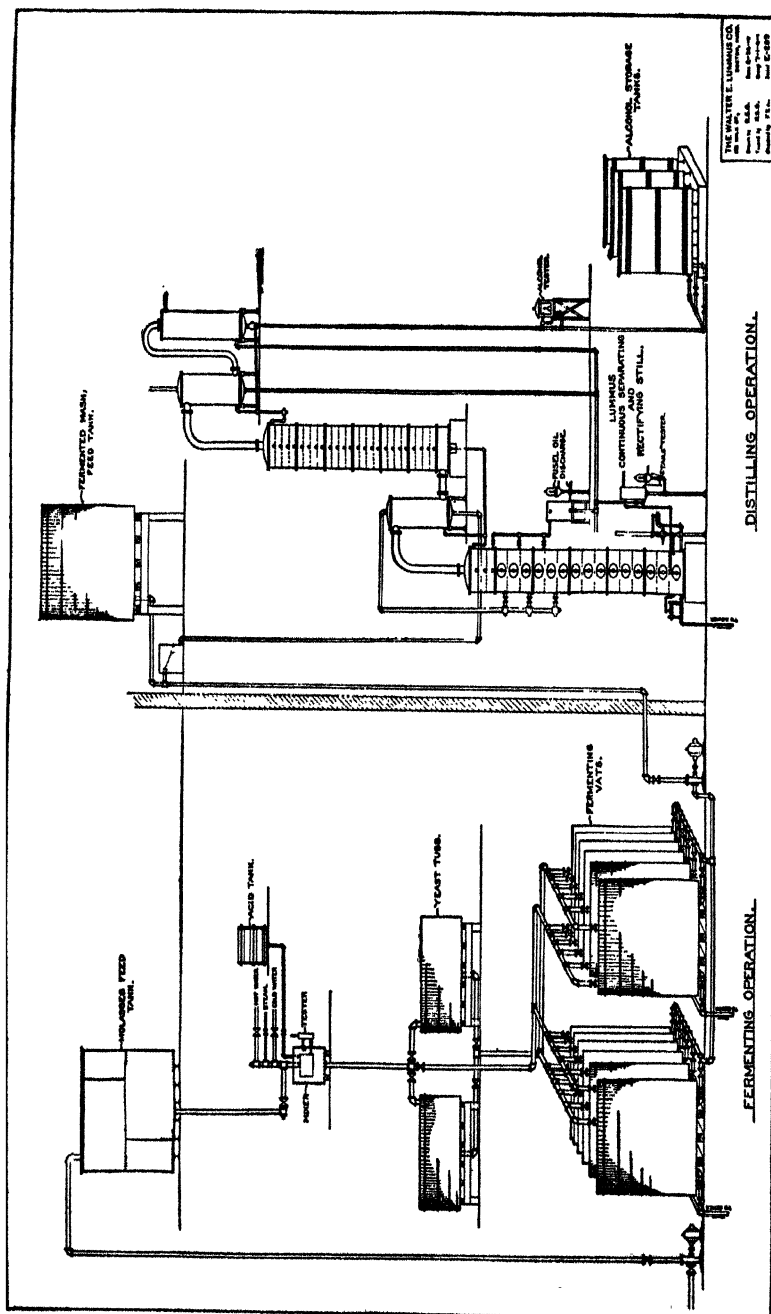 MOLASSES FEED
TANK.
ACID TANK.
HOT WATER
STEAM
COLD WATER
TESTER
MIXER
YEAST TUBS.
FERMENTING
VATS.
FERMENTING OPERATION.
FERMENTED MASH,
FEED TANK.
FUSEL OIL
DISCHARGE.
ALCOHOL
TESTER.
LUMMUS
CONTINUOUS SEPARATING
AND
RECTIFYING STILL.
ALCOHOL STORAGE
TANKS.
DISTILLING OPERATION.
THE WALTER E. LUMMUS CO.
BOSTON, MASS.